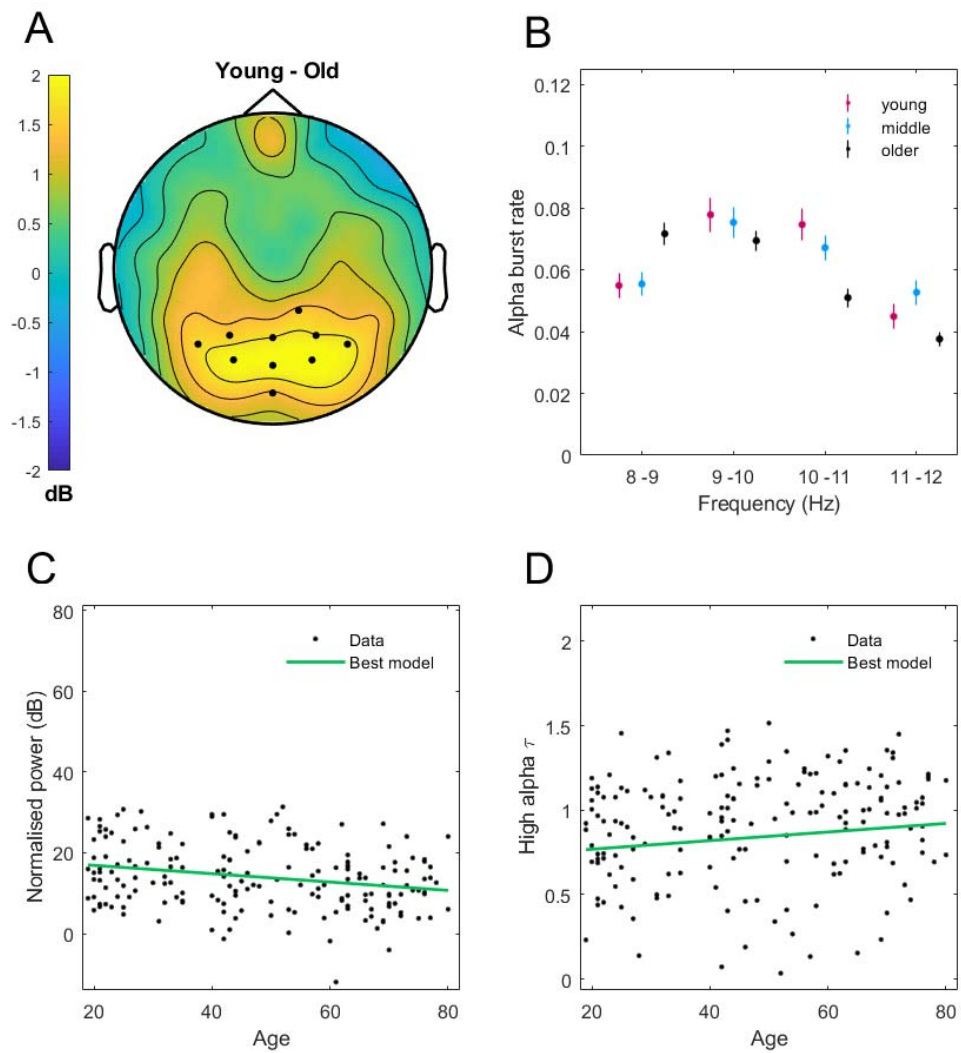 A
Young - Old
2
1.5
1
0.5
0
-0.5
-1
-1.5
-2
dB
B
Alpha burst rate
0.12
0.1
0.08
0.06
0.04
0.02
0
young
middle
older
8 -9
9 -10
10 -11
11 -12
Frequency (Hz)
C
Normalised power (dB)
80
60
40
20
0
Data
Best model
20
40
60
80
Age
D
High alpha τ
2
1.5
1
0.5
0
Data
Best model
20
40
60
80
Age